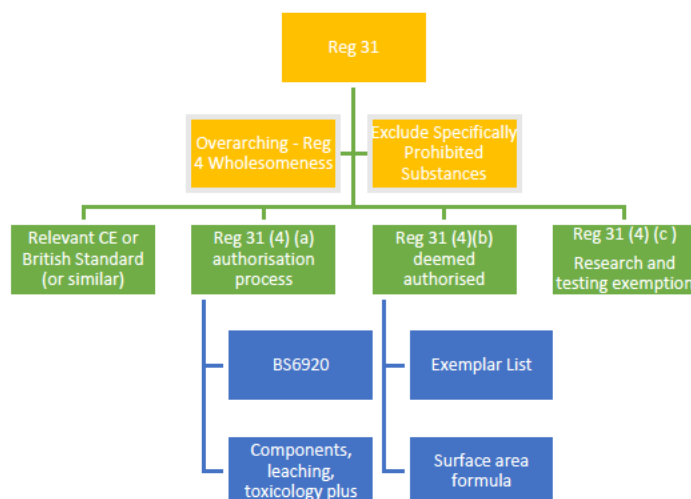 Reg 31
Overarching - Reg
4 Wholesomeness
Exclude Specifically
Prohibited
Substances
Relevant CE or
British Standard
(or similar)
Reg 31 (4) (a)
authorisation
process
Reg 31 (4)(b)
deemed
authorised
Reg 31 (4) (c )
Research and
testing exemption
BS6920
Exemplar List
Components,
leaching,
toxicology plus
Surface area
formula